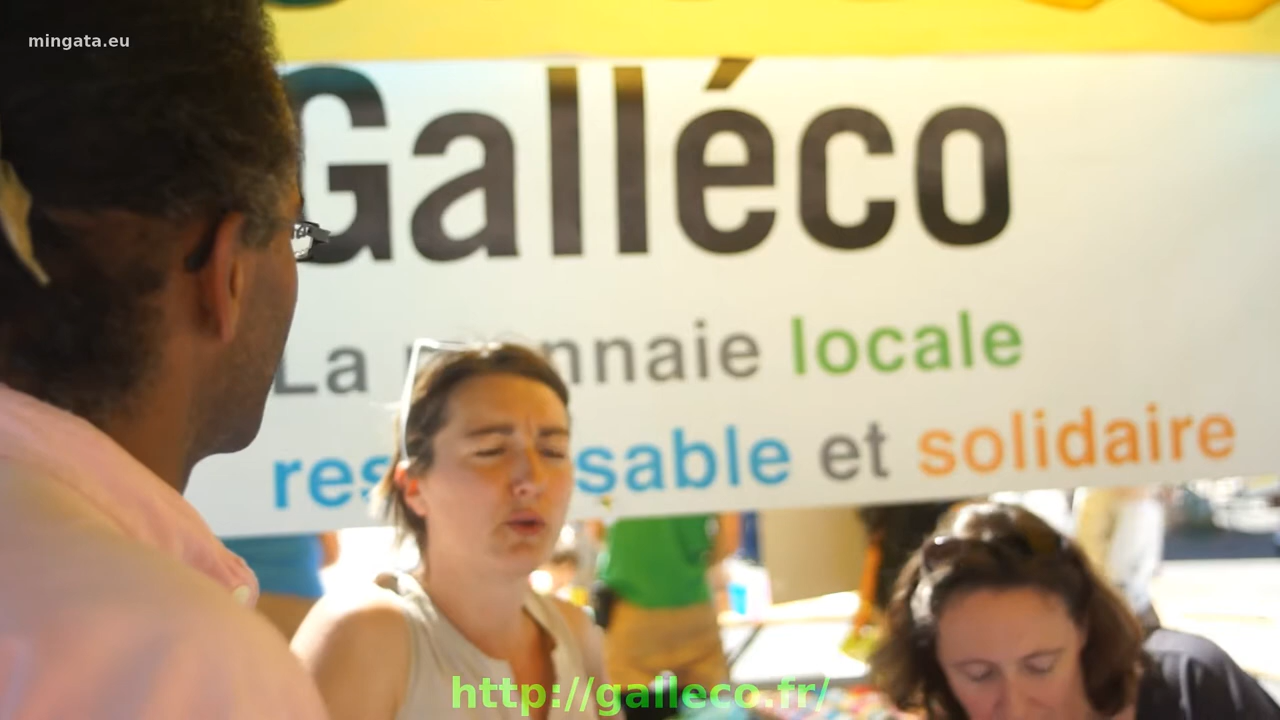 mingata.eu
Galléco
La monnaie locale
responsable et solidaire
http://galleco.fr/